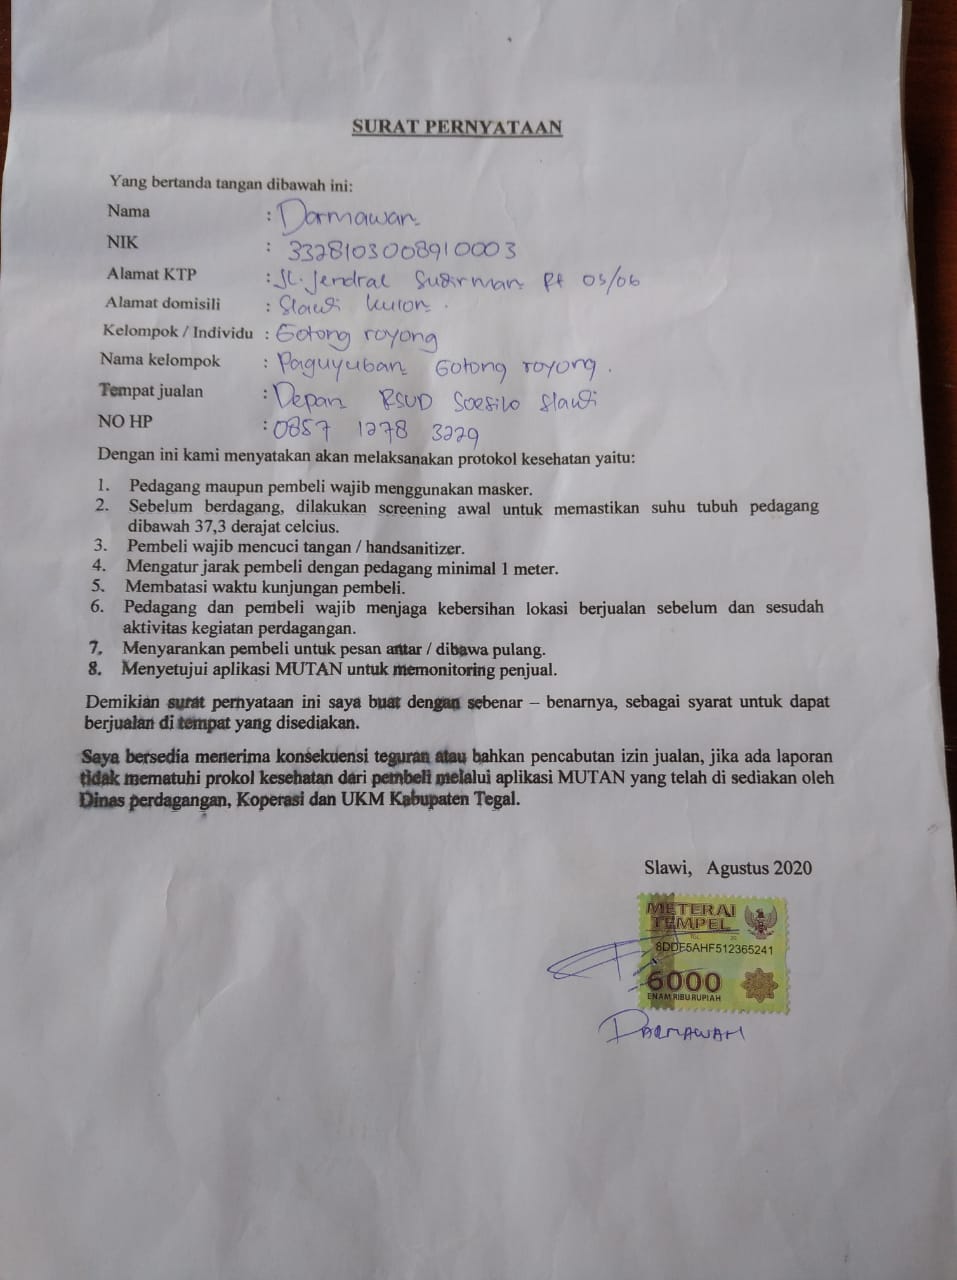 SURAT PERNYATAAN
Yang bertanda tangan dibawah ini:
Nama : Darmawan
NIK : 3328103008910003
Alamat KTP : Jl. Jendral Sudirman Rt 03/06
Alamat domisili : Slawi kulon.
Kelompok / Individu : Gotong royong
Nama kelompok : Paguyuban Gotong royong.
Tempat jualan : Depan RSUD Soesilo Slawi
NO HP : 0857 1278 3229
Dengan ini kami menyatakan akan melaksanakan protokol kesehatan yaitu:
1. Pedagang maupun pembeli wajib menggunakan masker.
2. Sebelum berdagang, dilakukan screening awal untuk memastikan suhu tubuh pedagang
dibawah 37,3 derajat celcius.
3. Pembeli wajib mencuci tangan / handsanitizer.
4. Mengatur jarak pembeli dengan pedagang minimal 1 meter.
5. Membatasi waktu kunjungan pembeli.
6. Pedagang dan pembeli wajib menjaga kebersihan lokasi berjualan sebelum dan sesudah
aktivitas kegiatan perdagangan.
7. Menyarankan pembeli untuk pesan antar / dibawa pulang.
8. Menyetujui aplikasi MUTAN untuk memonitoring penjual.
Demikian surat pernyataan ini saya buat dengan sebenar – benarnya, sebagai syarat untuk dapat
berjualan di tempat yang disediakan.
Saya bersedia menerima konsekuensi teguran atau bahkan pencabutan izin jualan, jika ada laporan
tidak mematuhi prokol kesehatan dari pembeli melalui aplikasi MUTAN yang telah di sediakan oleh
Dinas perdagangan, Koperasi dan UKM Kabupaten Tegal.
Slawi, Agustus 2020
METERAI
TEMPEL
8DDF5AHF512365241
6000
ENAM RIBU RUPIAH
DARMAWAN